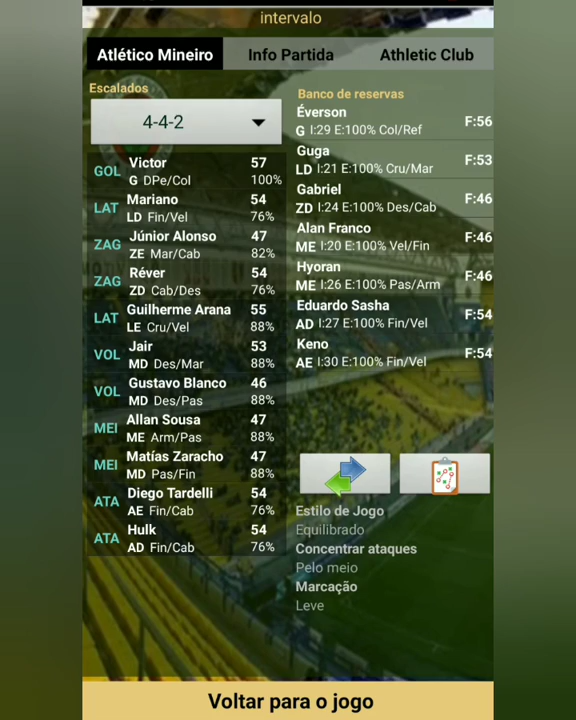 intervalo
Atlético Mineiro
Info Partida
Athletic Club
Escalados
4-4-2
GOL Victor 57
G DPe/Col 100%
LAT Mariano 54
LD Fin/Vel 76%
ZAG Júnior Alonso 47
ZE Mar/Cab 82%
ZAG Réver 54
ZD Cab/Des 76%
LAT Guilherme Arana 55
LE Cru/Vel 88%
VOL Jair 53
MD Des/Mar 88%
VOL Gustavo Blanco 46
MD Des/Pas 88%
MEI Allan Sousa 47
ME Arm/Pas 88%
MEI Matías Zaracho 47
MD Pas/Fin 88%
ATA Diego Tardelli 54
AE Fin/Cab 76%
ATA Hulk 54
AD Fin/Cab 76%
Banco de reservas
Éverson F:56
G I:29 E:100% Col/Ref
Guga F:53
LD I:21 E:100% Cru/Mar
Gabriel F:46
ZD I:24 E:100% Des/Cab
Alan Franco F:46
ME I:20 E:100% Vel/Fin
Hyoran F:46
ME I:26 E:100% Pas/Arm
Eduardo Sasha F:54
AD I:27 E:100% Fin/Vel
Keno F:54
AE I:30 E:100% Fin/Vel
Estilo de Jogo
Equilibrado
Concentrar ataques
Pelo meio
Marcação
Leve
Voltar para o jogo